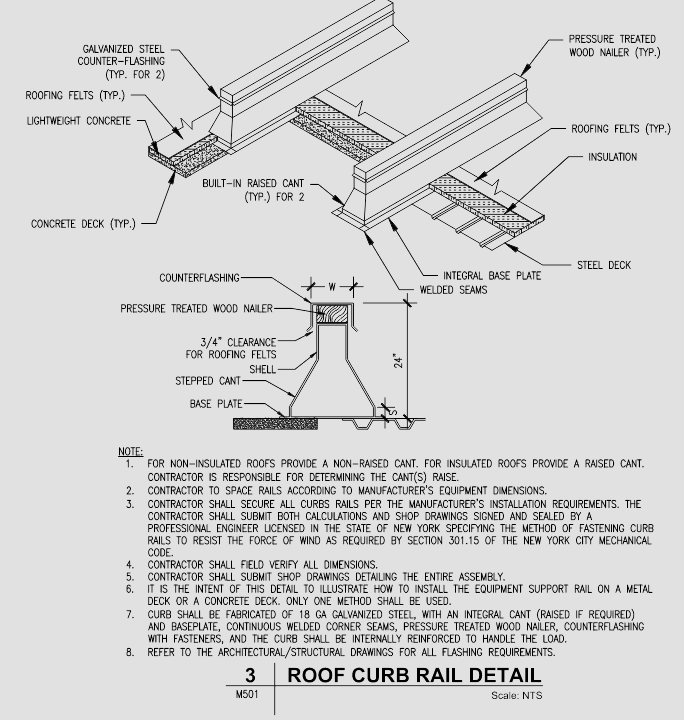 GALVANIZED STEEL
COUNTER-FLASHING
(TYP. FOR 2)
PRESSURE TREATED
WOOD NAILER (TYP.)
ROOFING FELTS (TYP.)
LIGHTWEIGHT CONCRETE
ROOFING FELTS (TYP.)
INSULATION
BUILT-IN RAISED CANT
(TYP.) FOR 2
CONCRETE DECK (TYP.)
STEEL DECK
INTEGRAL BASE PLATE
WELDED SEAMS
COUNTERFLASHING
W
PRESSURE TREATED WOOD NAILER
3/4" CLEARANCE
FOR ROOFING FELTS
24"
SHELL
STEPPED CANT
BASE PLATE
S
NOTE:
1. FOR NON-INSULATED ROOFS PROVIDE A NON-RAISED CANT. FOR INSULATED ROOFS PROVIDE A RAISED CANT.
CONTRACTOR IS RESPONSIBLE FOR DETERMINING THE CANT(S) RAISE.
2. CONTRACTOR TO SPACE RAILS ACCORDING TO MANUFACTURER'S EQUIPMENT DIMENSIONS.
3. CONTRACTOR SHALL SECURE ALL CURBS RAILS PER THE MANUFACTURER'S INSTALLATION REQUIREMENTS. THE
CONTRACTOR SHALL SUBMIT BOTH CALCULATIONS AND SHOP DRAWINGS SIGNED AND SEALED BY A
PROFESSIONAL ENGINEER LICENSED IN THE STATE OF NEW YORK SPECIFYING THE METHOD OF FASTENING CURB
RAILS TO RESIST THE FORCE OF WIND AS REQUIRED BY SECTION 301.15 OF THE NEW YORK CITY MECHANICAL
CODE.
4. CONTRACTOR SHALL FIELD VERIFY ALL DIMENSIONS.
5. CONTRACTOR SHALL SUBMIT SHOP DRAWINGS DETAILING THE ENTIRE ASSEMBLY.
6. IT IS THE INTENT OF THIS DETAIL TO ILLUSTRATE HOW TO INSTALL THE EQUIPMENT SUPPORT RAIL ON A METAL
DECK OR A CONCRETE DECK. ONLY ONE METHOD SHALL BE USED.
7. CURB SHALL BE FABRICATED OF 18 GA GALVANIZED STEEL, WITH AN INTEGRAL CANT (RAISED IF REQUIRED)
AND BASEPLATE, CONTINUOUS WELDED CORNER SEAMS, PRESSURE TREATED WOOD NAILER, COUNTERFLASHING
WITH FASTENERS, AND THE CURB SHALL BE INTERNALLY REINFORCED TO HANDLE THE LOAD.
8. REFER TO THE ARCHITECTURAL/STRUCTURAL DRAWINGS FOR ALL FLASHING REQUIREMENTS.
3 ROOF CURB RAIL DETAIL
M501 Scale: NTS